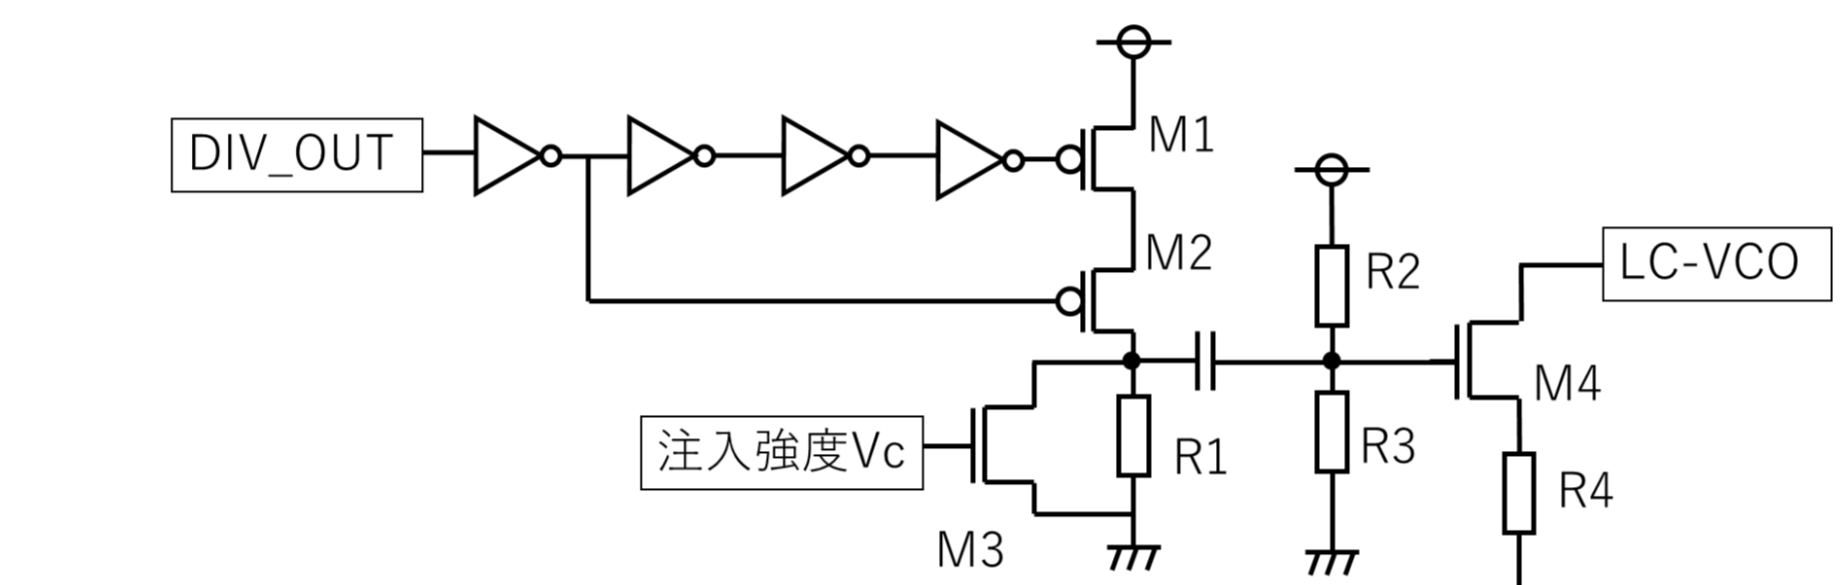 M1
DIV_OUT
M2
LC-VCO
R2
M4
注入強度Vc
R1
R3
R4
M3